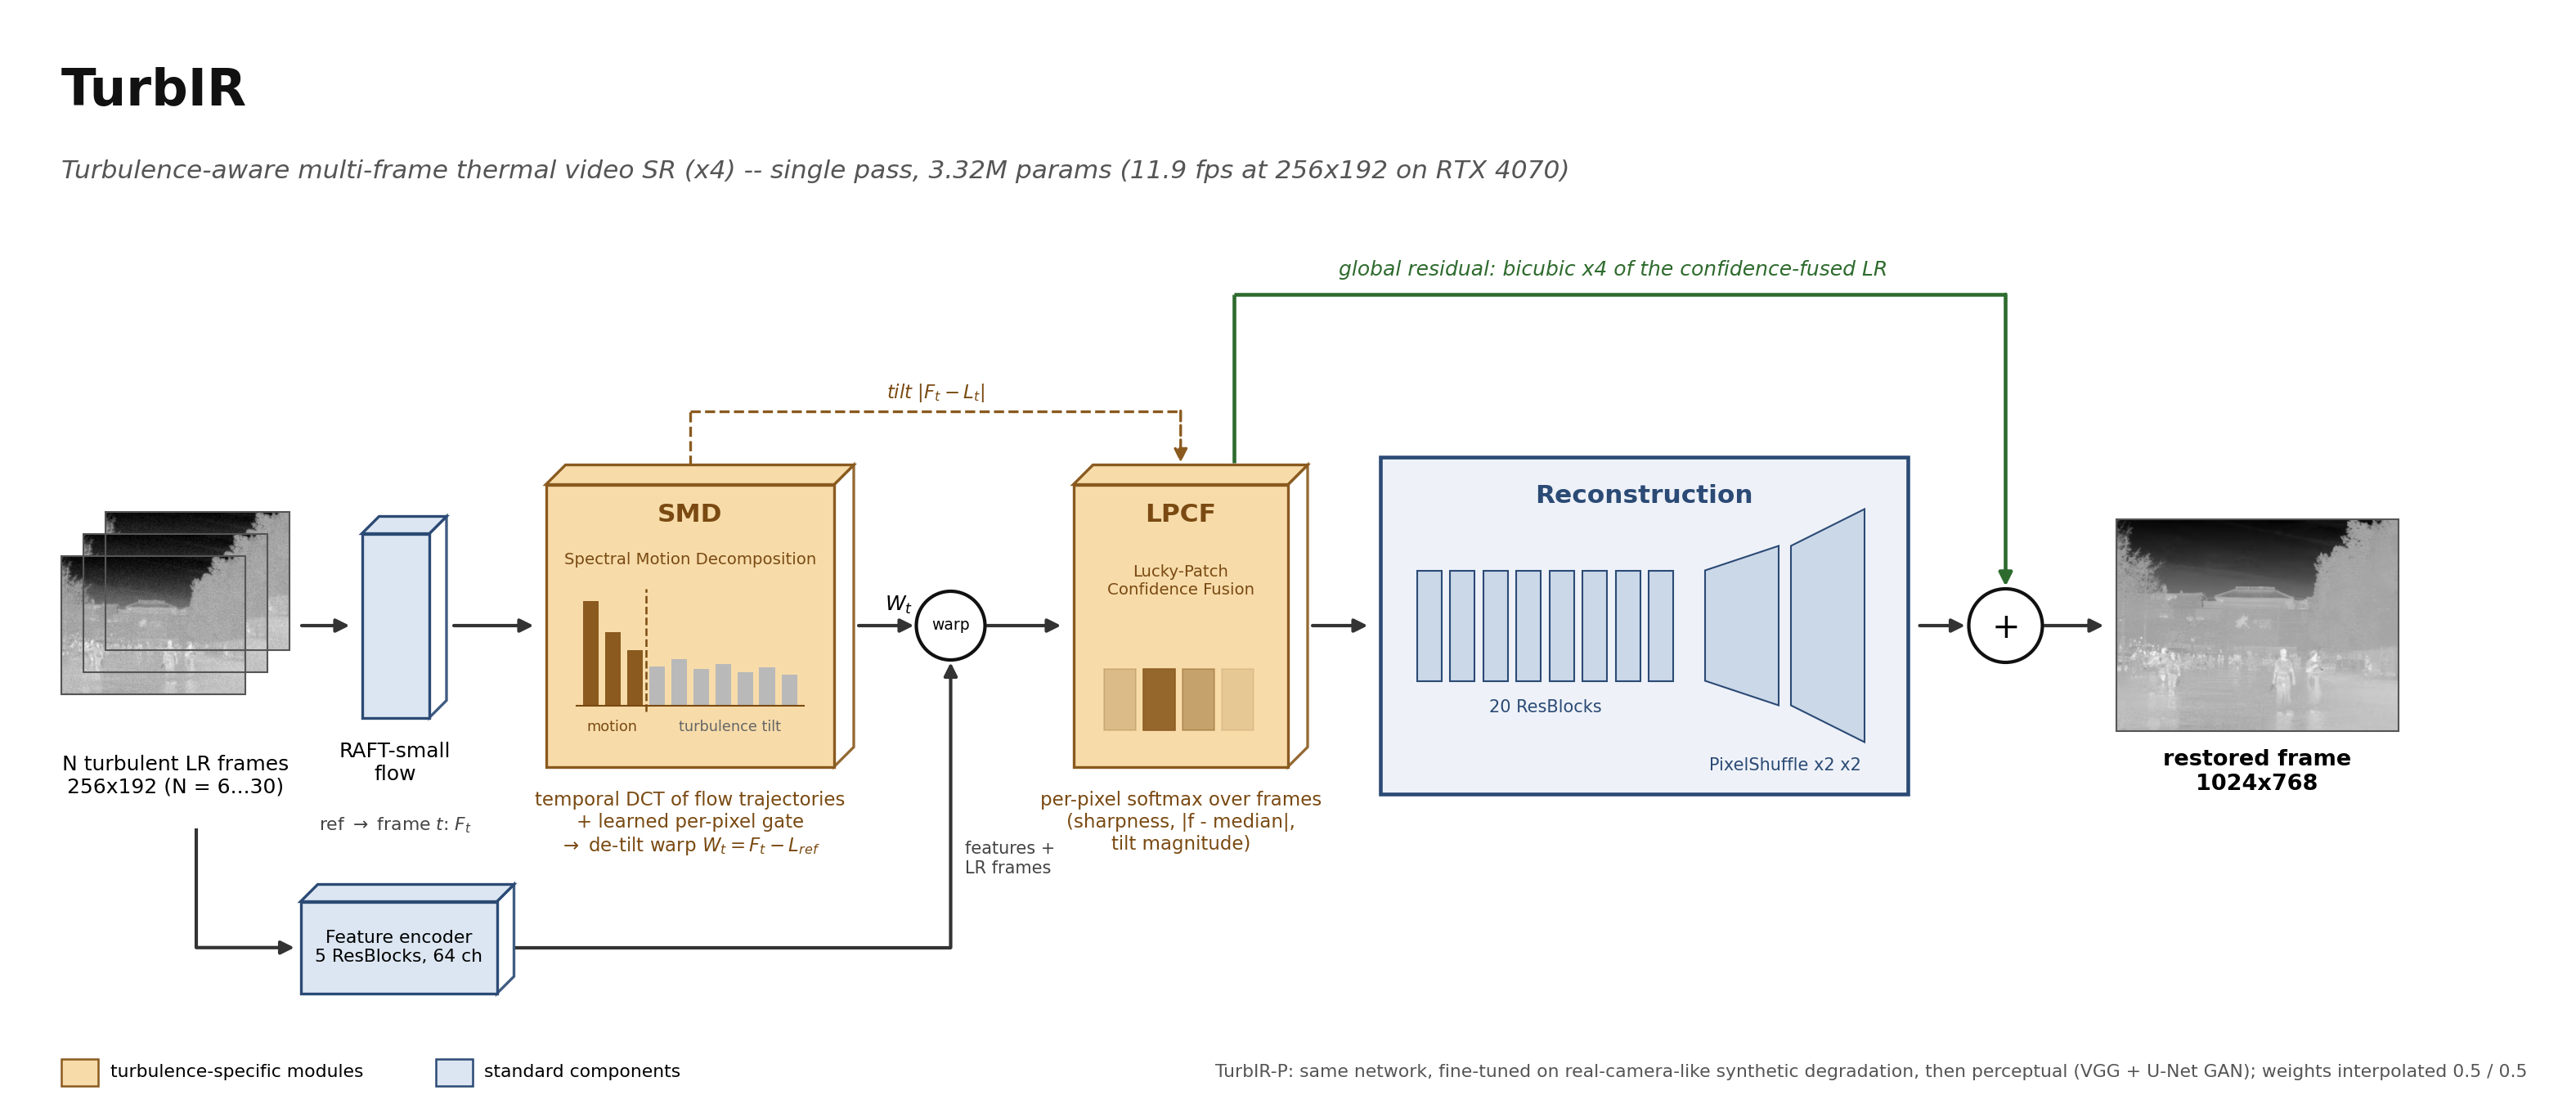 TurbIR
Turbulence-aware multi-frame thermal video SR (x4) -- single pass, 3.32M params (11.9 fps at 256x192 on RTX 4070)
global residual: bicubic x4 of the confidence-fused LR
tilt |Fₜ − Lₜ|
N turbulent LR frames
256x192 (N = 6...30)
RAFT-small
flow
ref → frame t: Fₜ
SMD
Spectral Motion Decomposition
motion
turbulence tilt
temporal DCT of flow trajectories
+ learned per-pixel gate
→ de-tilt warp Wₜ = Fₜ − L_ref
Wₜ
warp
features +
LR frames
LPCF
Lucky-Patch
Confidence Fusion
per-pixel softmax over frames
(sharpness, |f - median|,
tilt magnitude)
Reconstruction
20 ResBlocks
PixelShuffle x2 x2
+
restored frame
1024x768
Feature encoder
5 ResBlocks, 64 ch
turbulence-specific modules
standard components
TurbIR-P: same network, fine-tuned on real-camera-like synthetic degradation, then perceptual (VGG + U-Net GAN); weights interpolated 0.5 / 0.5